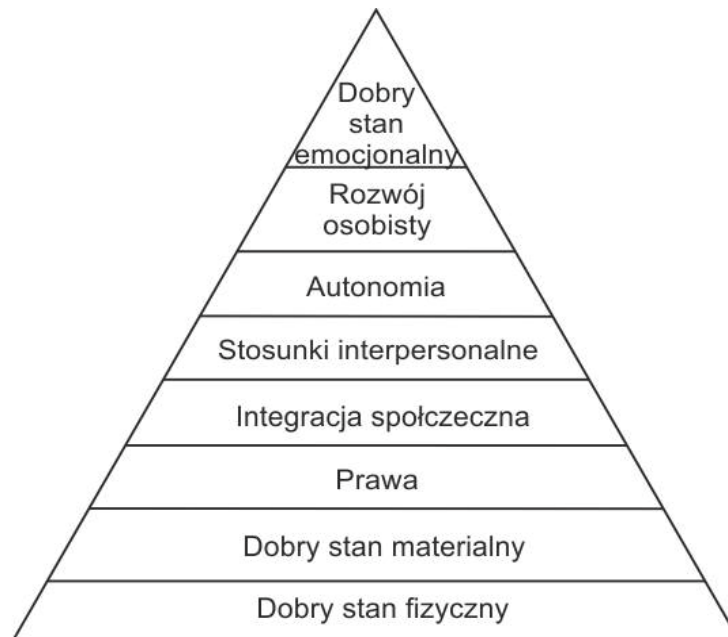 Dobry
stan
emocjonalny
Rozwój
osobisty
Autonomia
Stosunki interpersonalne
Integracja społczeczna
Prawa
Dobry stan materialny
Dobry stan fizyczny